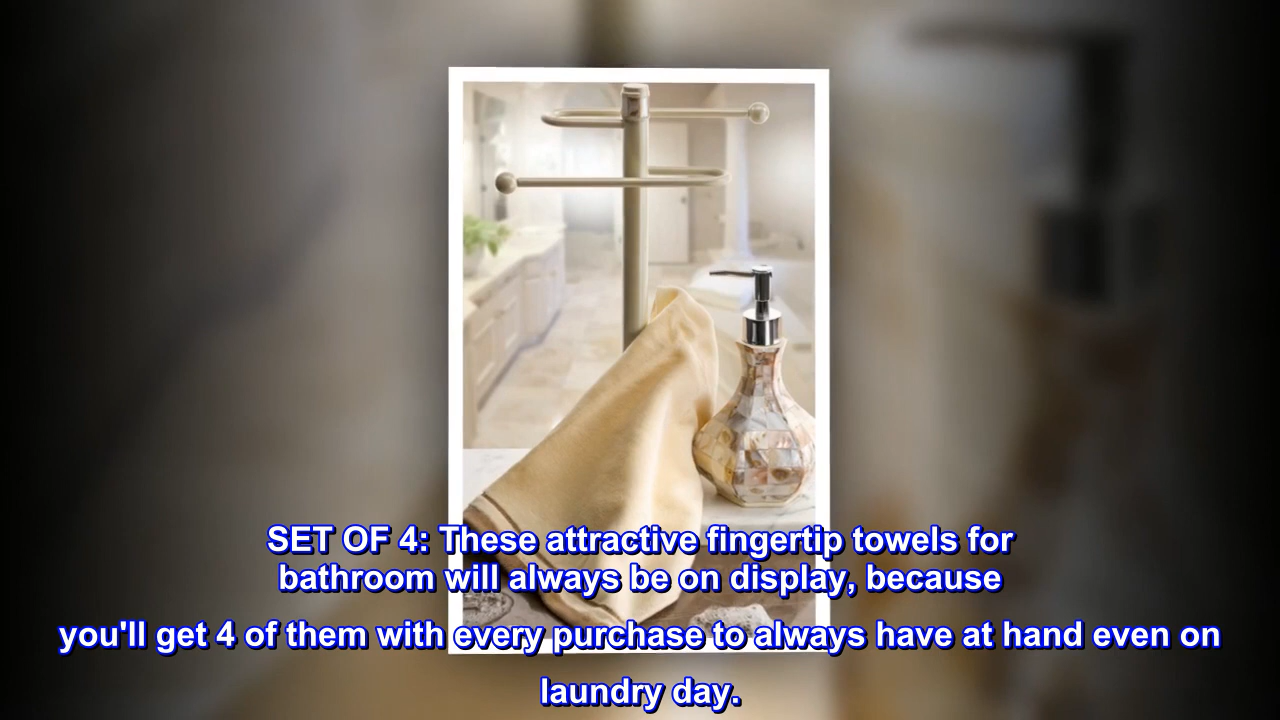 SET OF 4: These attractive fingertip towels for
bathroom will always be on display, because
you'll get 4 of them with every purchase to always have at hand even on
laundry day.